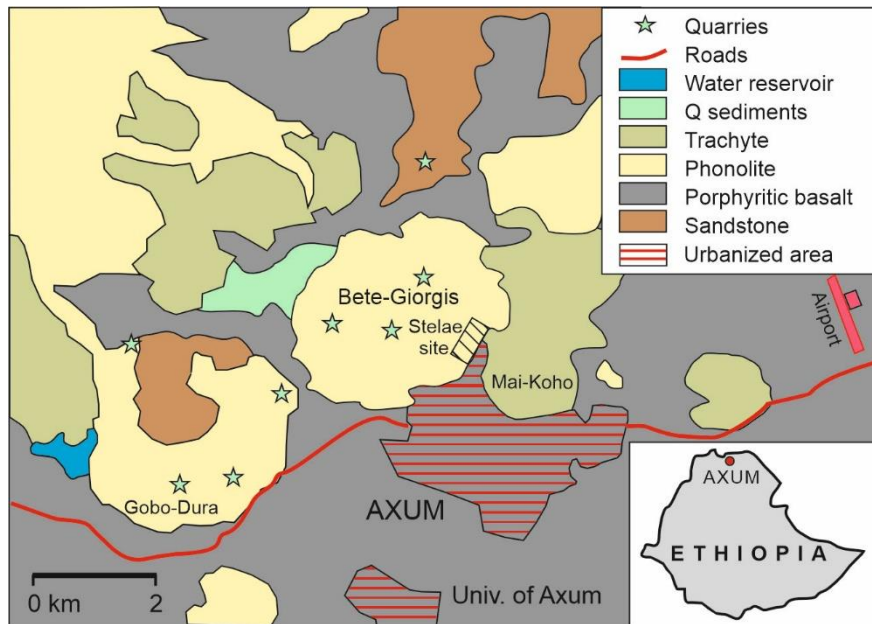 Quarries
Roads
Water reservoir
Q sediments
Trachyte
Phonolite
Porphyritic basalt
Sandstone
Urbanized area
Bete-Giorgis
Stelae
site
Mai-Koho
Airport
Gobo-Dura
AXUM
Univ. of Axum
0 km 2
AXUM
ETHIOPIA